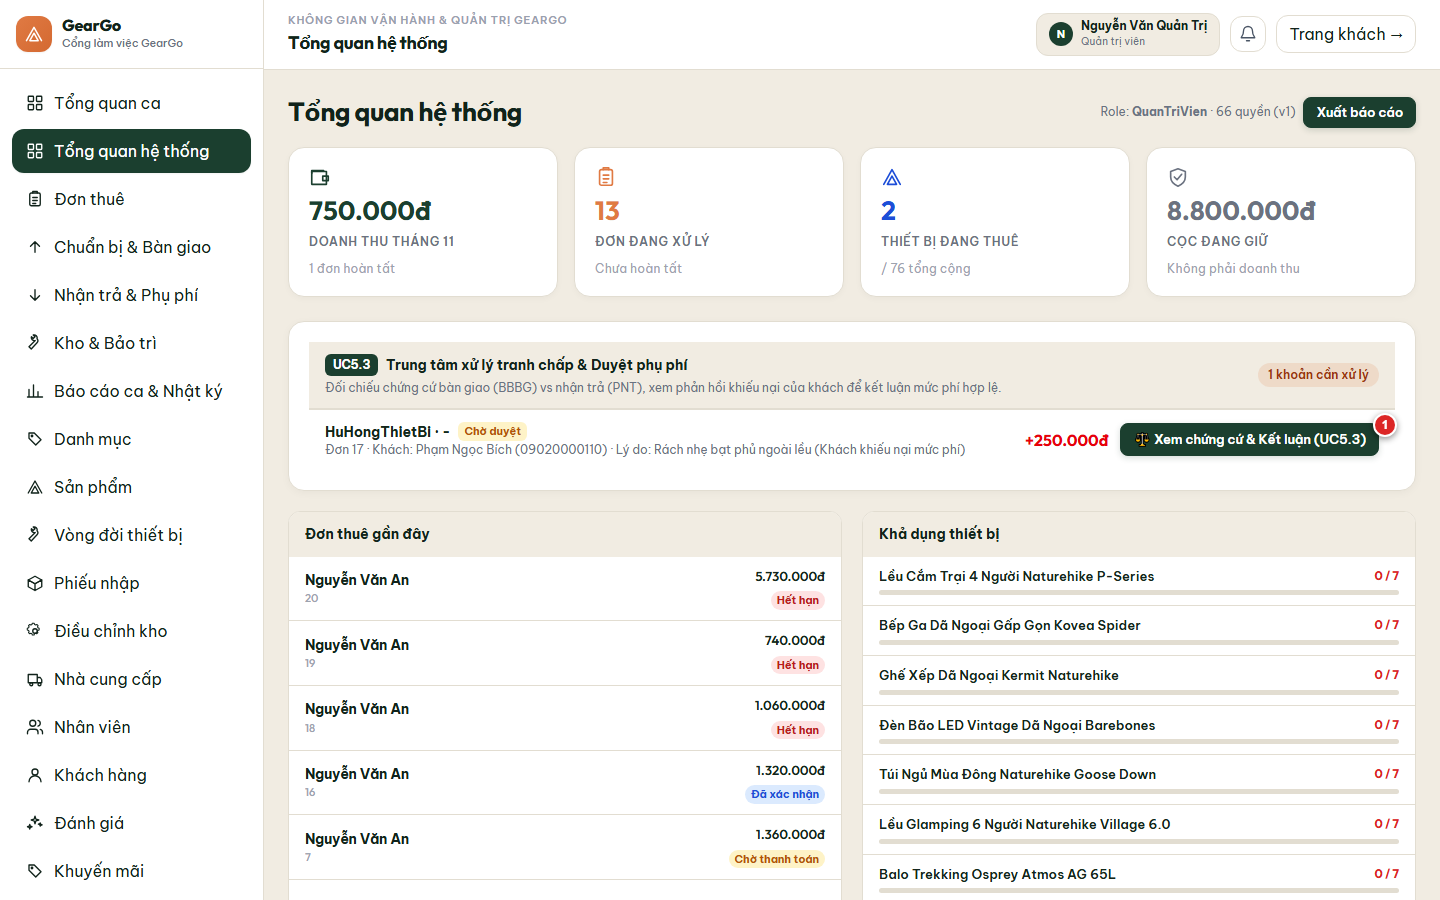 GearGo
Cổng làm việc GearGo
Tổng quan ca
Tổng quan hệ thống
Đơn thuê
Chuẩn bị & Bàn giao
Nhận trả & Phụ phí
Kho & Bảo trì
Báo cáo ca & Nhật ký
Danh mục
Sản phẩm
Vòng đời thiết bị
Phiếu nhập
Điều chỉnh kho
Nhà cung cấp
Nhân viên
Khách hàng
Đánh giá
Khuyến mãi
KHÔNG GIAN VẬN HÀNH & QUẢN TRỊ GEARGO
Tổng quan hệ thống
N
Nguyễn Văn Quản Trị
Quản trị viên
Trang khách →
Tổng quan hệ thống
Role: QuanTriVien · 66 quyền (v1)
Xuất báo cáo
750.000đ
DOANH THU THÁNG 11
1 đơn hoàn tất
13
ĐƠN ĐANG XỬ LÝ
Chưa hoàn tất
2
THIẾT BỊ ĐANG THUÊ
/ 76 tổng cộng
8.800.000đ
CỌC ĐANG GIỮ
Không phải doanh thu
UC5.3 Trung tâm xử lý tranh chấp & Duyệt phụ phí
Đối chiếu chứng cứ bàn giao (BBBG) vs nhận trả (PNT), xem phản hồi khiếu nại của khách để kết luận mức phí hợp lệ.
1 khoản cần xử lý
HuHongThietBi · - Chờ duyệt
Đơn 17 · Khách: Phạm Ngọc Bích (09020000110) · Lý do: Rách nhẹ bạt phủ ngoài lều (Khách khiếu nại mức phí)
+250.000đ
Xem chứng cứ & Kết luận (UC5.3)
1
Đơn thuê gần đây
Nguyễn Văn An
20
5.730.000đ
Hết hạn
Nguyễn Văn An
19
740.000đ
Hết hạn
Nguyễn Văn An
18
1.060.000đ
Hết hạn
Nguyễn Văn An
16
1.320.000đ
Đã xác nhận
Nguyễn Văn An
7
1.360.000đ
Chờ thanh toán
Khả dụng thiết bị
Lều Cắm Trại 4 Người Naturehike P-Series 0 / 7
Bếp Ga Dã Ngoại Gấp Gọn Kovea Spider 0 / 7
Ghế Xếp Dã Ngoại Kermit Naturehike 0 / 7
Đèn Bão LED Vintage Dã Ngoại Barebones 0 / 7
Túi Ngủ Mùa Đông Naturehike Goose Down 0 / 7
Lều Glamping 6 Người Naturehike Village 6.0 0 / 7
Balo Trekking Osprey Atmos AG 65L 0 / 7